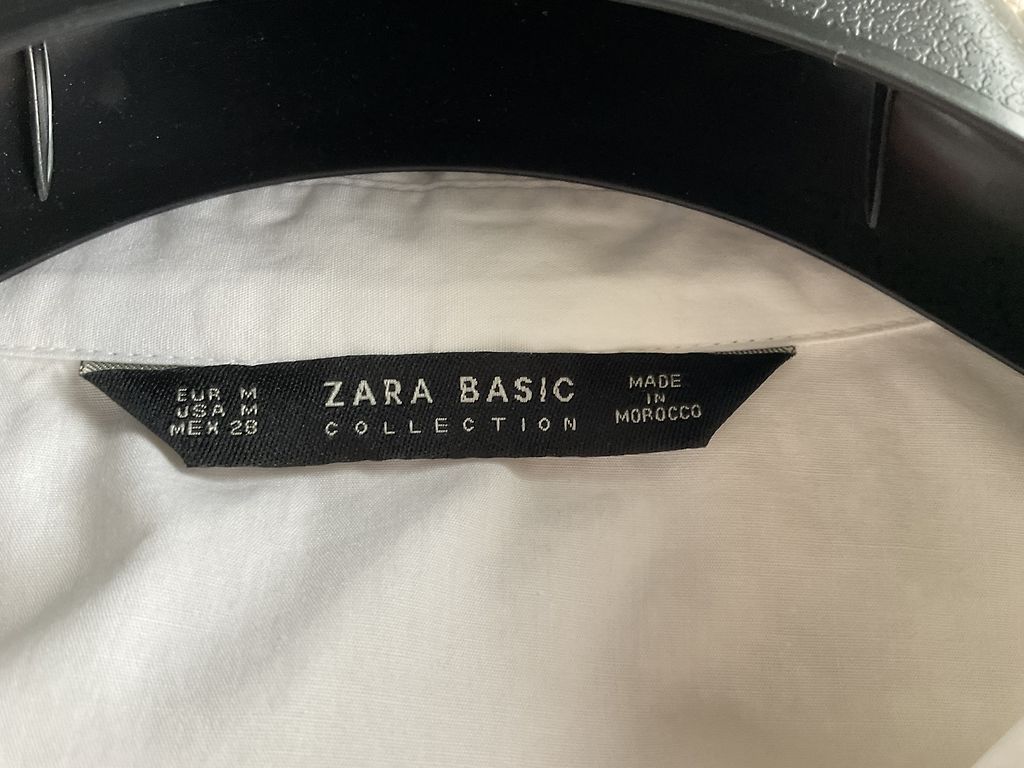 EUR M
USA M
MEX 28
ZARA BASIC
COLLECTION
MADE
IN
MOROCCO